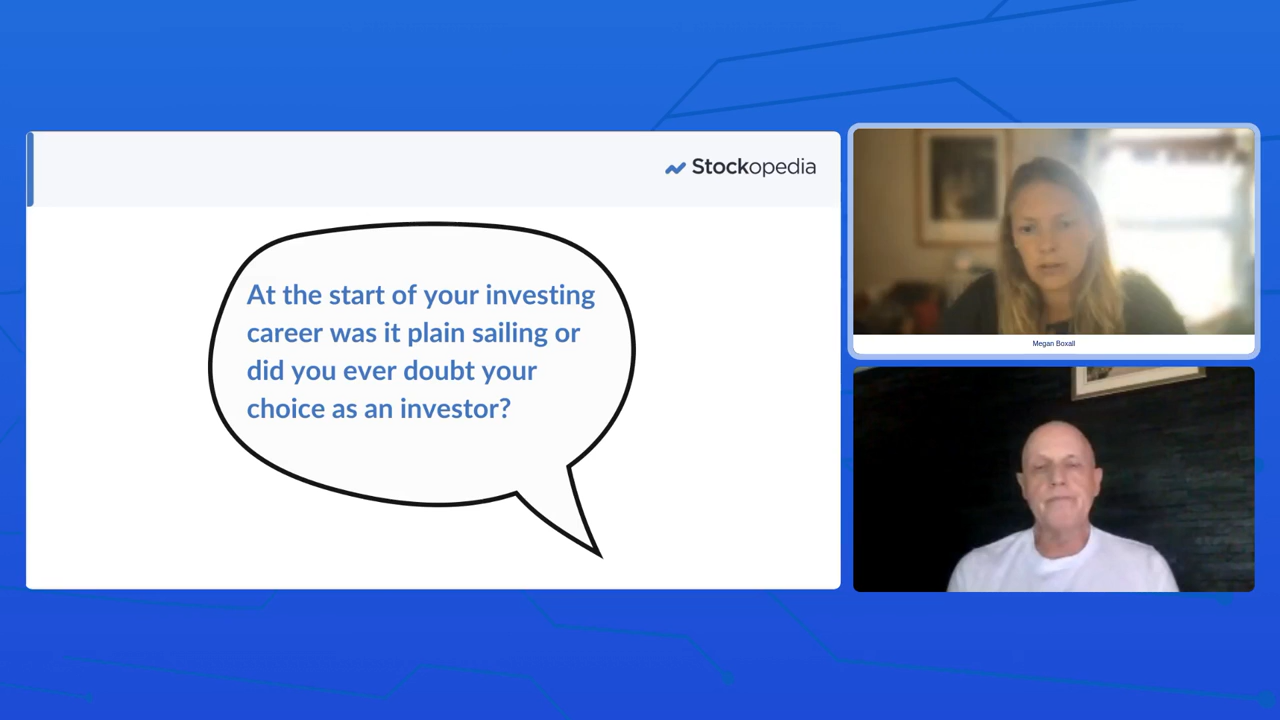 Stockopedia
At the start of your investing
career was it plain sailing or
did you ever doubt your
choice as an investor?
Megan Boxall